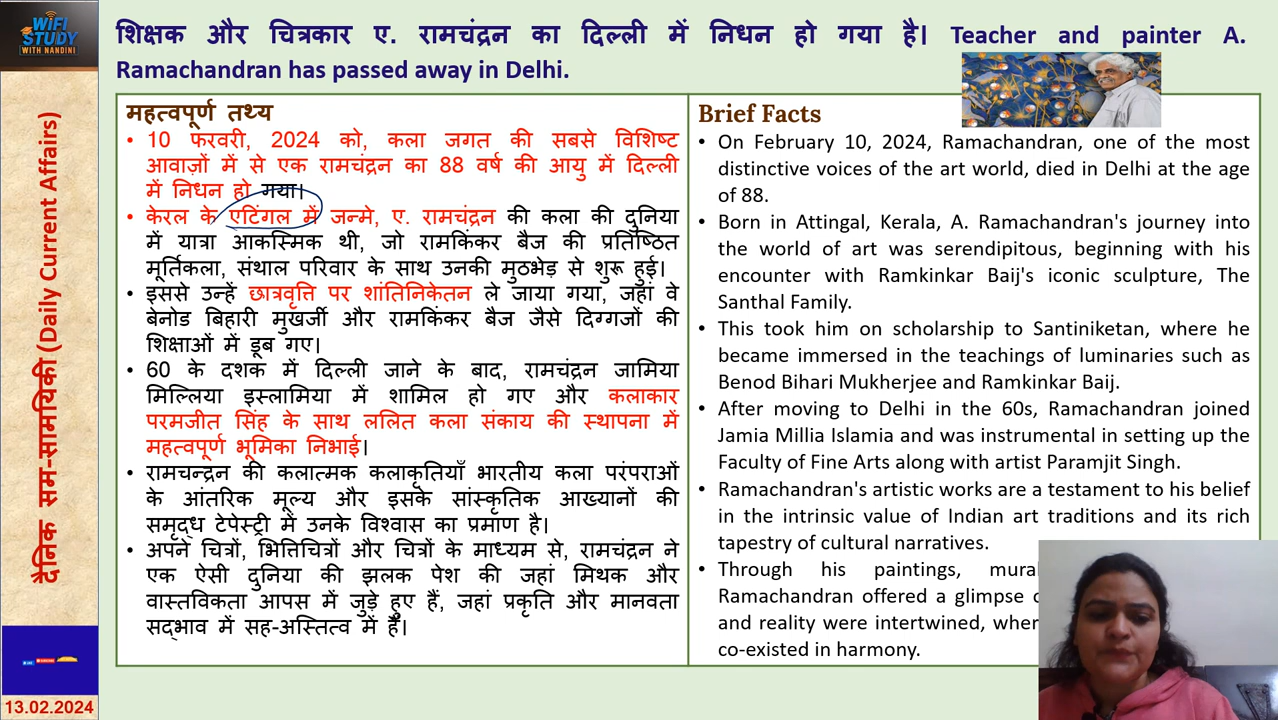 WiFi
STUDY
WITH NANDINI
शिक्षक और चित्रकार ए. रामचंद्रन का दिल्ली में निधन हो गया है। Teacher and painter A.
Ramachandran has passed away in Delhi.
दैनिक सम-सामयिकी (Daily Current Affairs)
महत्वपूर्ण तथ्य
• 10 फरवरी, 2024 को, कला जगत की सबसे विशिष्ट
आवाज़ों में से एक रामचंद्रन का 88 वर्ष की आयु में दिल्ली
में निधन हो गया।
• केरल के एटिंगल में जन्मे, ए. रामचंद्रन की कला की दुनिया
में यात्रा आकस्मिक थी, जो रामकिंकर बैज की प्रतिष्ठित
मूर्तिकला, संथाल परिवार के साथ उनकी मुठभेड़ से शुरू हुई।
• इससे उन्हें छात्रवृत्ति पर शांतिनिकेतन ले जाया गया, जहां वे
बेनोड बिहारी मुखर्जी और रामकिंकर बैज जैसे दिग्गजों की
शिक्षाओं में डूब गए।
• 60 के दशक में दिल्ली जाने के बाद, रामचंद्रन जामिया
मिल्लिया इस्लामिया में शामिल हो गए और कलाकार
परमजीत सिंह के साथ ललित कला संकाय की स्थापना में
महत्वपूर्ण भूमिका निभाई।
• रामचन्द्रन की कलात्मक कलाकृतियाँ भारतीय कला परंपराओं
के आंतरिक मूल्य और इसके सांस्कृतिक आख्यानों की
समृद्ध टेपेस्ट्री में उनके विश्वास का प्रमाण है।
• अपने चित्रों, भित्तिचित्रों और चित्रों के माध्यम से, रामचंद्रन ने
एक ऐसी दुनिया की झलक पेश की जहां मिथक और
वास्तविकता आपस में जुड़े हुए हैं, जहां प्रकृति और मानवता
सद्भाव में सह-अस्तित्व में हैं।
Brief Facts
• On February 10, 2024, Ramachandran, one of the most
distinctive voices of the art world, died in Delhi at the age
of 88.
• Born in Attingal, Kerala, A. Ramachandran's journey into
the world of art was serendipitous, beginning with his
encounter with Ramkinkar Baij's iconic sculpture, The
Santhal Family.
• This took him on scholarship to Santiniketan, where he
became immersed in the teachings of luminaries such as
Benod Bihari Mukherjee and Ramkinkar Baij.
• After moving to Delhi in the 60s, Ramachandran joined
Jamia Millia Islamia and was instrumental in setting up the
Faculty of Fine Arts along with artist Paramjit Singh.
• Ramachandran's artistic works are a testament to his belief
in the intrinsic value of Indian art traditions and its rich
tapestry of cultural narratives.
• Through his paintings,
Ramachandran offered a glimpse
and reality were intertwined,
co-existed in harmony.
13.02.2024